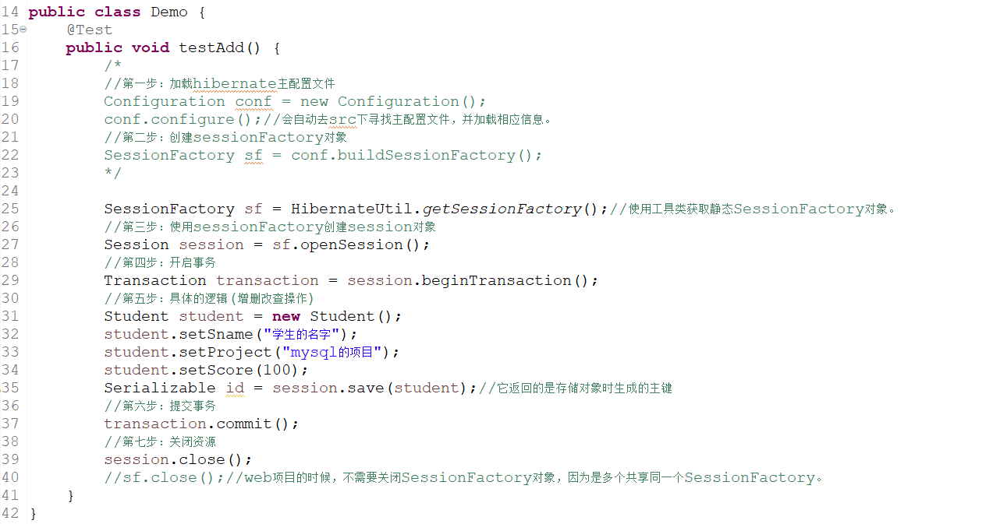 14 public class Demo {
15 @Test
16 public void testAdd() {
17 /*
18 //第一步：加载hibernate主配置文件
19 Configuration conf = new Configuration();
20 conf.configure();//会自动去src下寻找主配置文件，并加载相应信息。
21 //第二步：创建sessionFactory对象
22 SessionFactory sf = conf.buildSessionFactory();
23 */
24
25 SessionFactory sf = HibernateUtil.getSessionFactory();//使用工具类获取静态SessionFactory对象。
26 //第三步：使用sessionFactory创建session对象
27 Session session = sf.openSession();
28 //第四步：开启事务
29 Transaction transaction = session.beginTransaction();
30 //第五步：具体的逻辑(增删改查操作)
31 Student student = new Student();
32 student.setSname("学生的名字");
33 student.setProject("mysql的项目");
34 student.setScore(100);
35 Serializable id = session.save(student);//它返回的是存储对象时生成的主键
36 //第六步：提交事务
37 transaction.commit();
38 //第七步：关闭资源
39 session.close();
40 //sf.close();//web项目的时候，不需要关闭SessionFactory对象，因为是多个共享同一个SessionFactory。
41 }
42 }